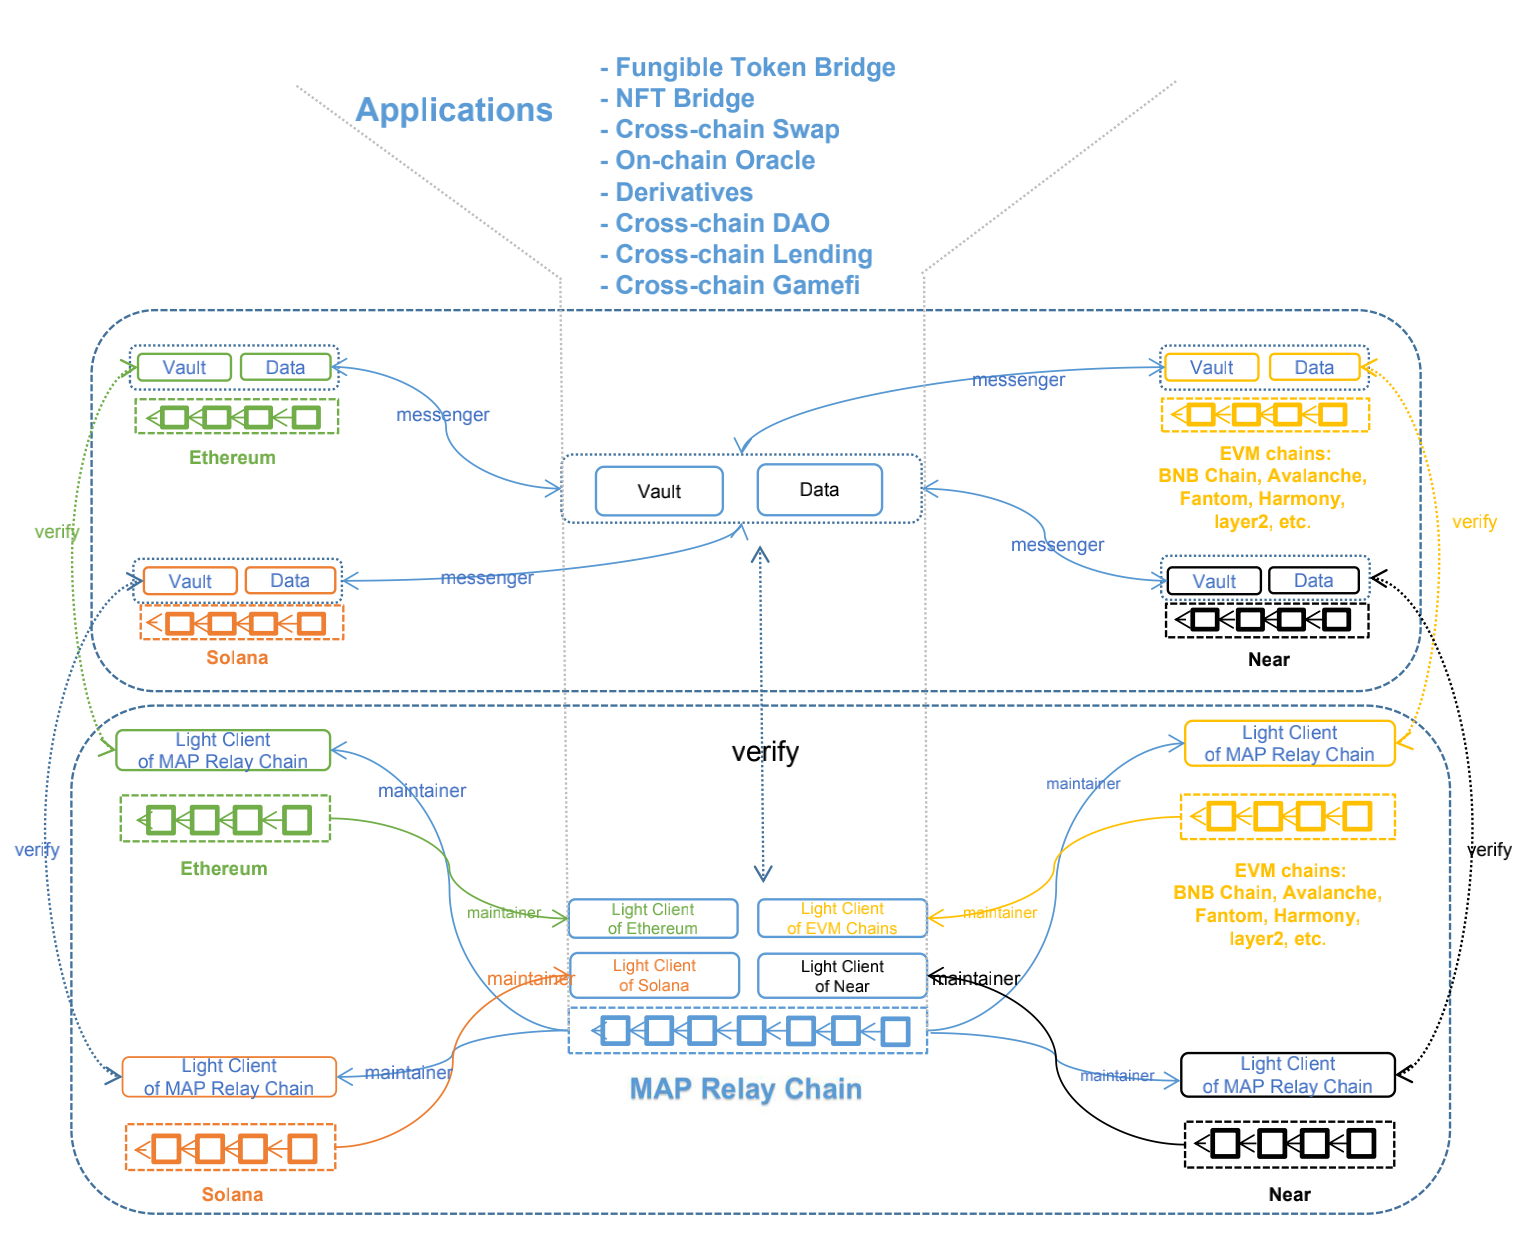 Applications
- Fungible Token Bridge
- NFT Bridge
- Cross-chain Swap
- On-chain Oracle
- Derivatives
- Cross-chain DAO
- Cross-chain Lending
- Cross-chain Gamefi
Vault
Data
messenger
Ethereum
messenger
Vault
Data
EVM chains:
BNB Chain, Avalanche,
Fantom, Harmony,
layer2, etc.
Vault
Data
verify
verify
messenger
messenger
Vault
Data
Solana
Vault
Data
Near
Light Client
of MAP Relay Chain
maintainer
Ethereum
verify
verify
Light Client
of MAP Relay Chain
maintainer
EVM chains:
BNB Chain, Avalanche,
Fantom, Harmony,
layer2, etc.
verify
verify
maintainer
Light Client
of Ethereum
Light Client
of EVM Chains
maintainer
maintainer
Light Client
of Solana
Light Client
of Near
maintainer
MAP Relay Chain
Light Client
of MAP Relay Chain
maintainer
Solana
maintainer
Light Client
of MAP Relay Chain
Near